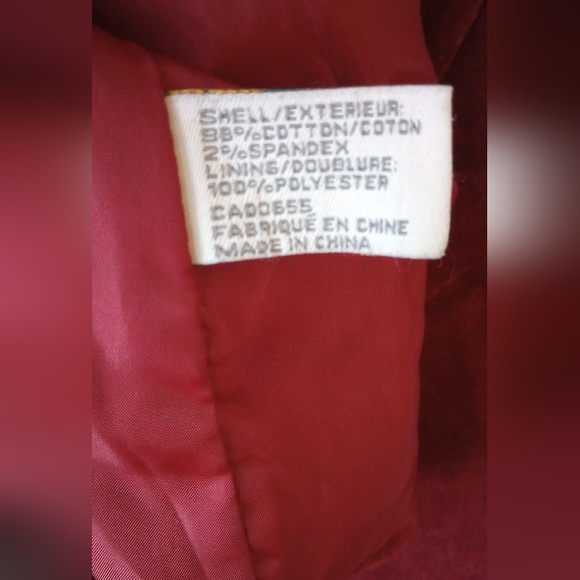 SHELL/EXTERIEUR:
98%COTTON/COTON
2%SPANDEX
LINING/DOUBLURE:
100%POLYESTER
CA00655
FABRIQUÉ EN CHINE
MADE IN CHINA